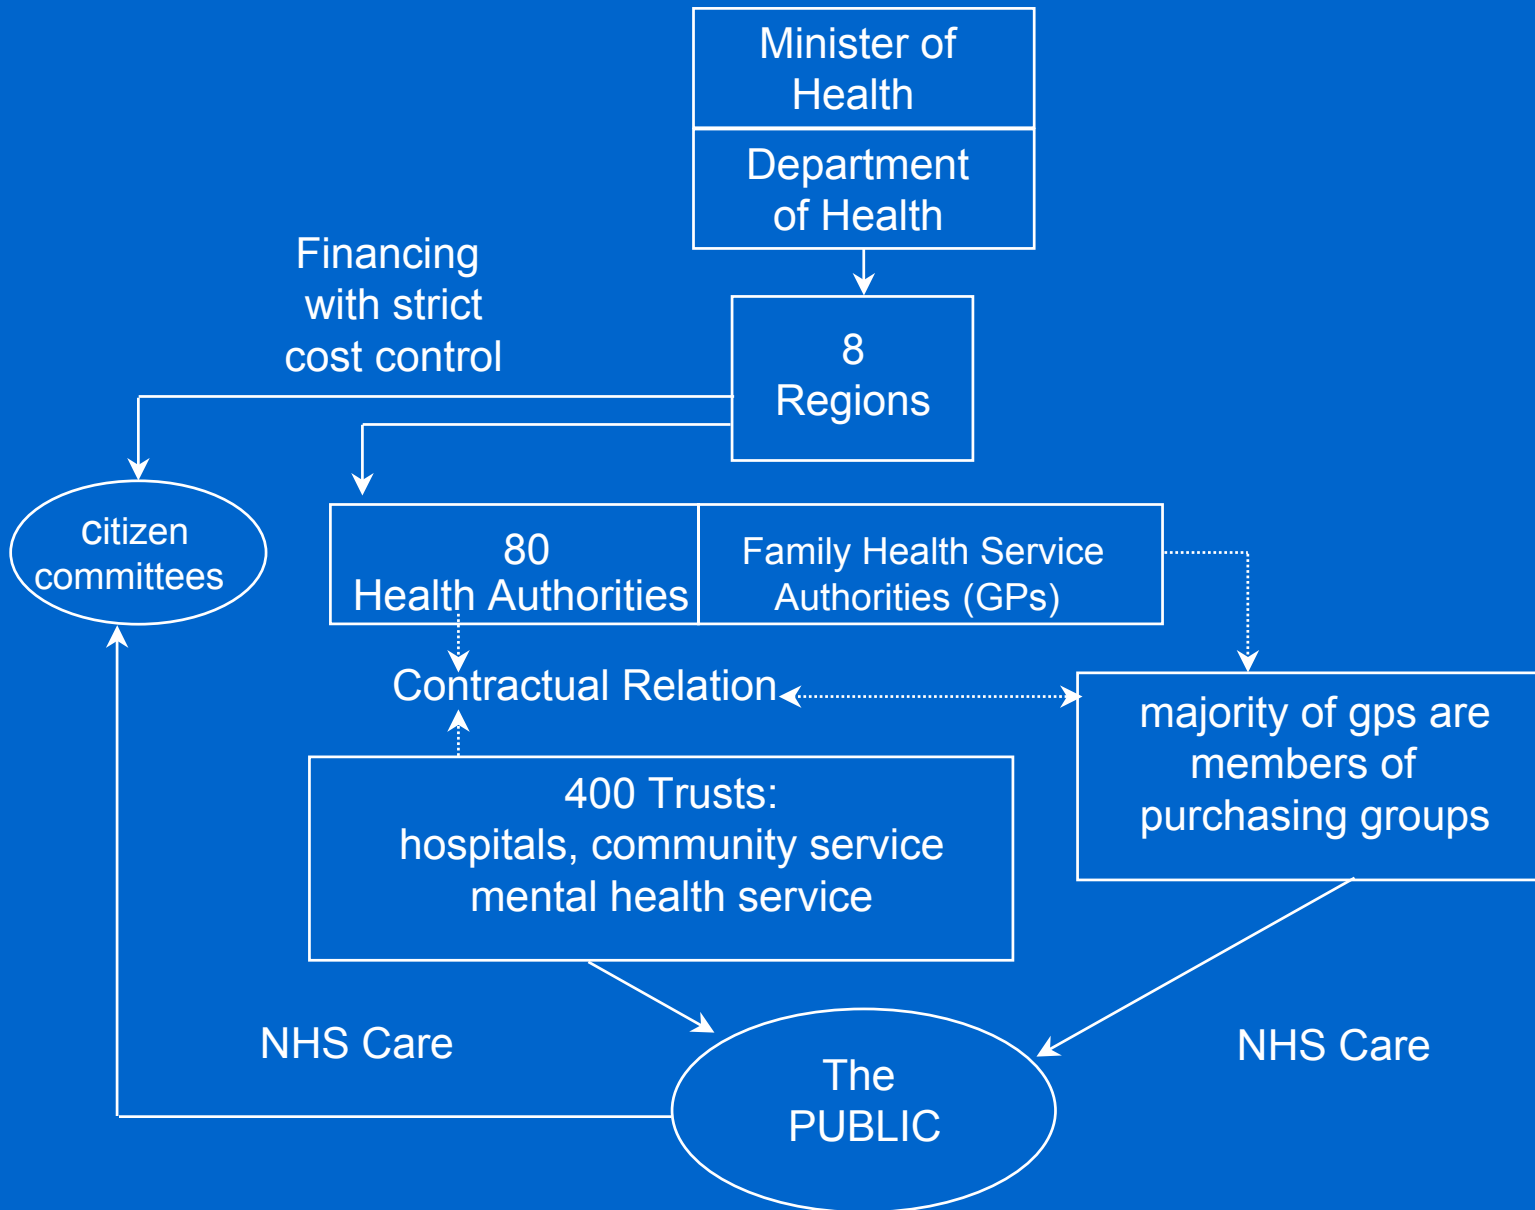 Minister of
Health
Department
of Health
Financing
with strict
cost control
8
Regions
citizen
committees
80
Health Authorities
Family Health Service
Authorities (GPs)
Contractual Relation
majority of gps are
members of
purchasing groups
400 Trusts:
hospitals, community service
mental health service
NHS Care
NHS Care
The
PUBLIC